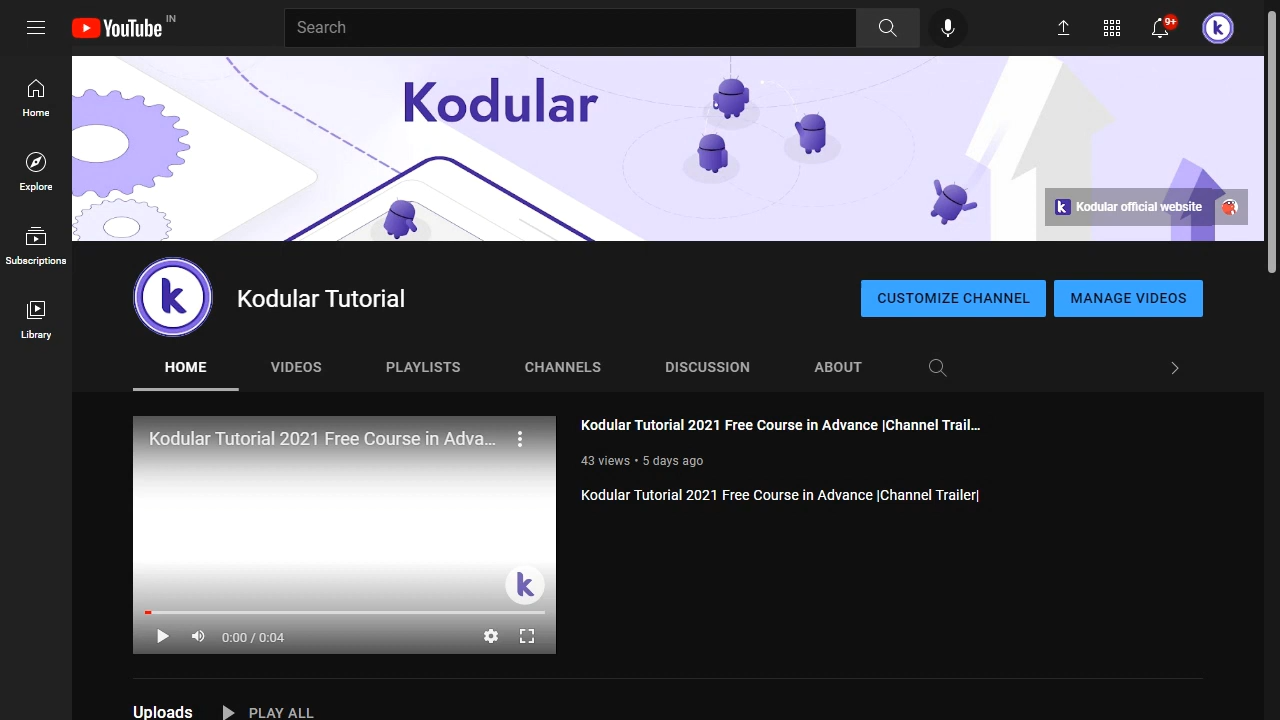 YouTube IN
Search
9+
Home
Explore
Subscriptions
Library
Kodular
Kodular official website
Kodular Tutorial
CUSTOMIZE CHANNEL
MANAGE VIDEOS
HOME VIDEOS PLAYLISTS CHANNELS DISCUSSION ABOUT
Kodular Tutorial 2021 Free Course in Adva...
0:00 / 0:04
Kodular Tutorial 2021 Free Course in Advance |Channel Trail...
43 views • 5 days ago
Kodular Tutorial 2021 Free Course in Advance |Channel Trailer|
Uploads PLAY ALL